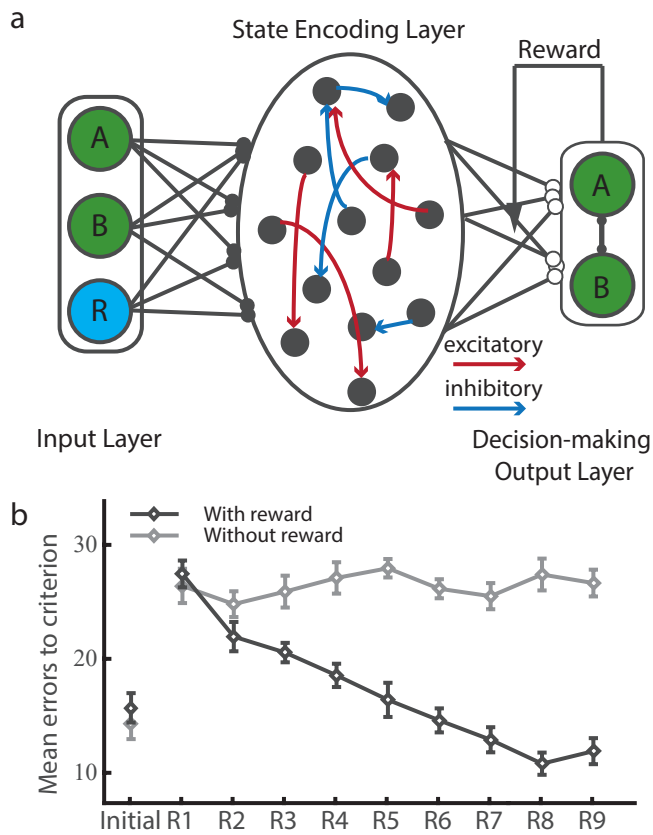 a
State Encoding Layer
Reward
A
B
R
A
B
excitatory
inhibitory
Input Layer
Decision-making
Output Layer
b
With reward
Without reward
Mean errors to criterion
30
20
10
Initial R1 R2 R3 R4 R5 R6 R7 R8 R9